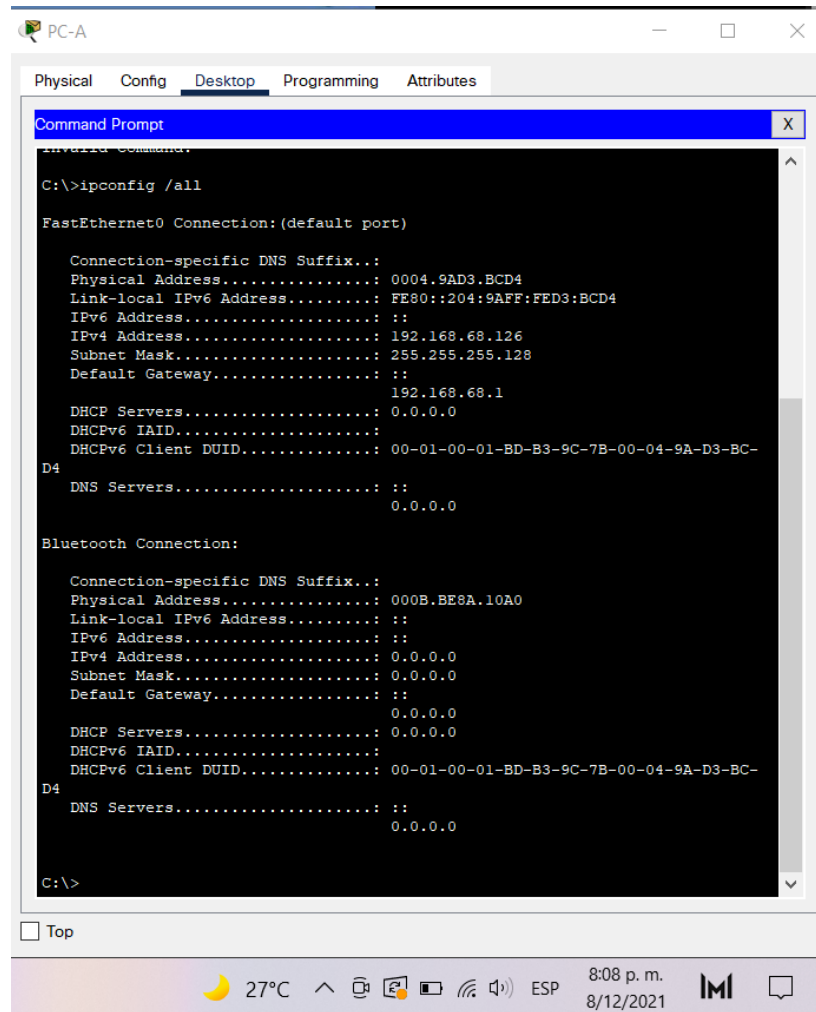 PC-A
Physical Config Desktop Programming Attributes
Command Prompt X
Invalid Command.
C:\>ipconfig /all
FastEthernet0 Connection:(default port)
Connection-specific DNS Suffix..:
Physical Address................: 0004.9AD3.BCD4
Link-local IPv6 Address.........: FE80::204:9AFF:FED3:BCD4
IPv6 Address....................: ::
IPv4 Address....................: 192.168.68.126
Subnet Mask.....................: 255.255.255.128
Default Gateway.................: ::
192.168.68.1
DHCP Servers....................: 0.0.0.0
DHCPv6 IAID.....................:
DHCPv6 Client DUID..............: 00-01-00-01-BD-B3-9C-7B-00-04-9A-D3-BC-
D4
DNS Servers.....................: ::
0.0.0.0
Bluetooth Connection:
Connection-specific DNS Suffix..:
Physical Address................: 000B.BE8A.10A0
Link-local IPv6 Address.........: ::
IPv6 Address....................: ::
IPv4 Address....................: 0.0.0.0
Subnet Mask.....................: 0.0.0.0
Default Gateway.................: ::
0.0.0.0
DHCP Servers....................: 0.0.0.0
DHCPv6 IAID.....................:
DHCPv6 Client DUID..............: 00-01-00-01-BD-B3-9C-7B-00-04-9A-D3-BC-
D4
DNS Servers.....................: ::
0.0.0.0
C:\>
Top
27°C ESP 8:08 p. m.
8/12/2021